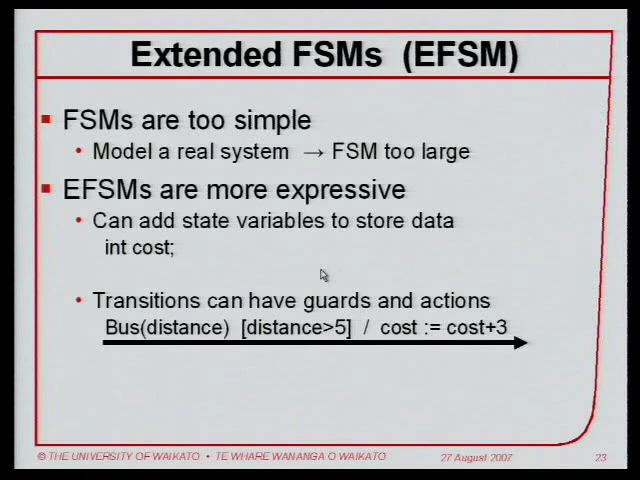 Extended FSMs (EFSM)
▪ FSMs are too simple
• Model a real system → FSM too large
▪ EFSMs are more expressive
• Can add state variables to store data
int cost;
• Transitions can have guards and actions
Bus(distance) [distance>5] / cost := cost+3
© THE UNIVERSITY OF WAIKATO • TE WHARE WANANGA O WAIKATO 27 August 2007 23